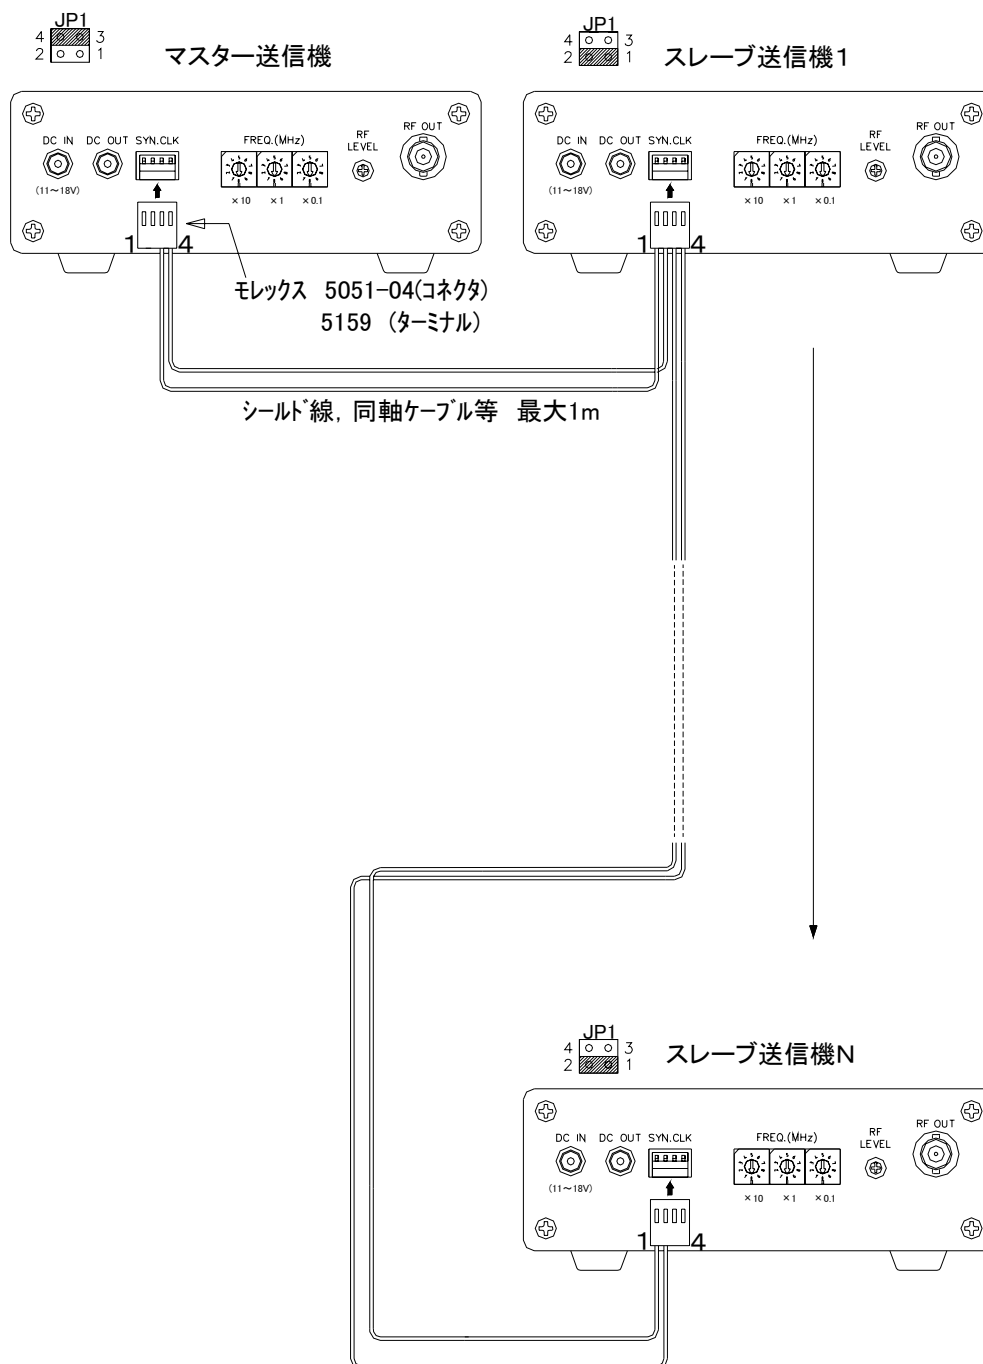 JP1
4 3
2 1
マスター送信機
DC IN DC OUT SYN.CLK FREQ.(MHz) RF LEVEL RF OUT
(11～18V) ×10 ×1 ×0.1
1 4
モレックス 5051-04(コネクタ)
5159 (ターミナル)
シールド線, 同軸ケーブル等 最大1m
JP1
4 3
2 1
スレーブ送信機1
DC IN DC OUT SYN.CLK FREQ.(MHz) RF LEVEL RF OUT
(11～18V) ×10 ×1 ×0.1
1 4
JP1
4 3
2 1
スレーブ送信機N
DC IN DC OUT SYN.CLK FREQ.(MHz) RF LEVEL RF OUT
(11～18V) ×10 ×1 ×0.1
1 4